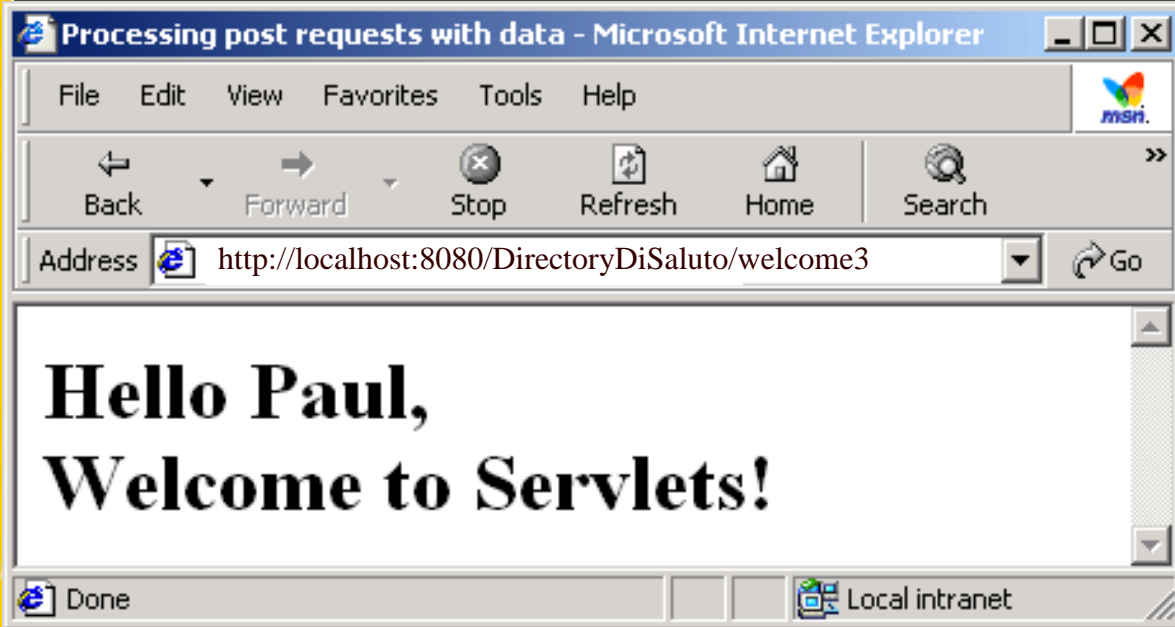 Processing post requests with data - Microsoft Internet Explorer
File Edit View Favorites Tools Help
msn.
Back Forward Stop Refresh Home Search »
Address http://localhost:8080/DirectoryDiSaluto/welcome3 Go
Hello Paul,
Welcome to Servlets!
Done Local intranet